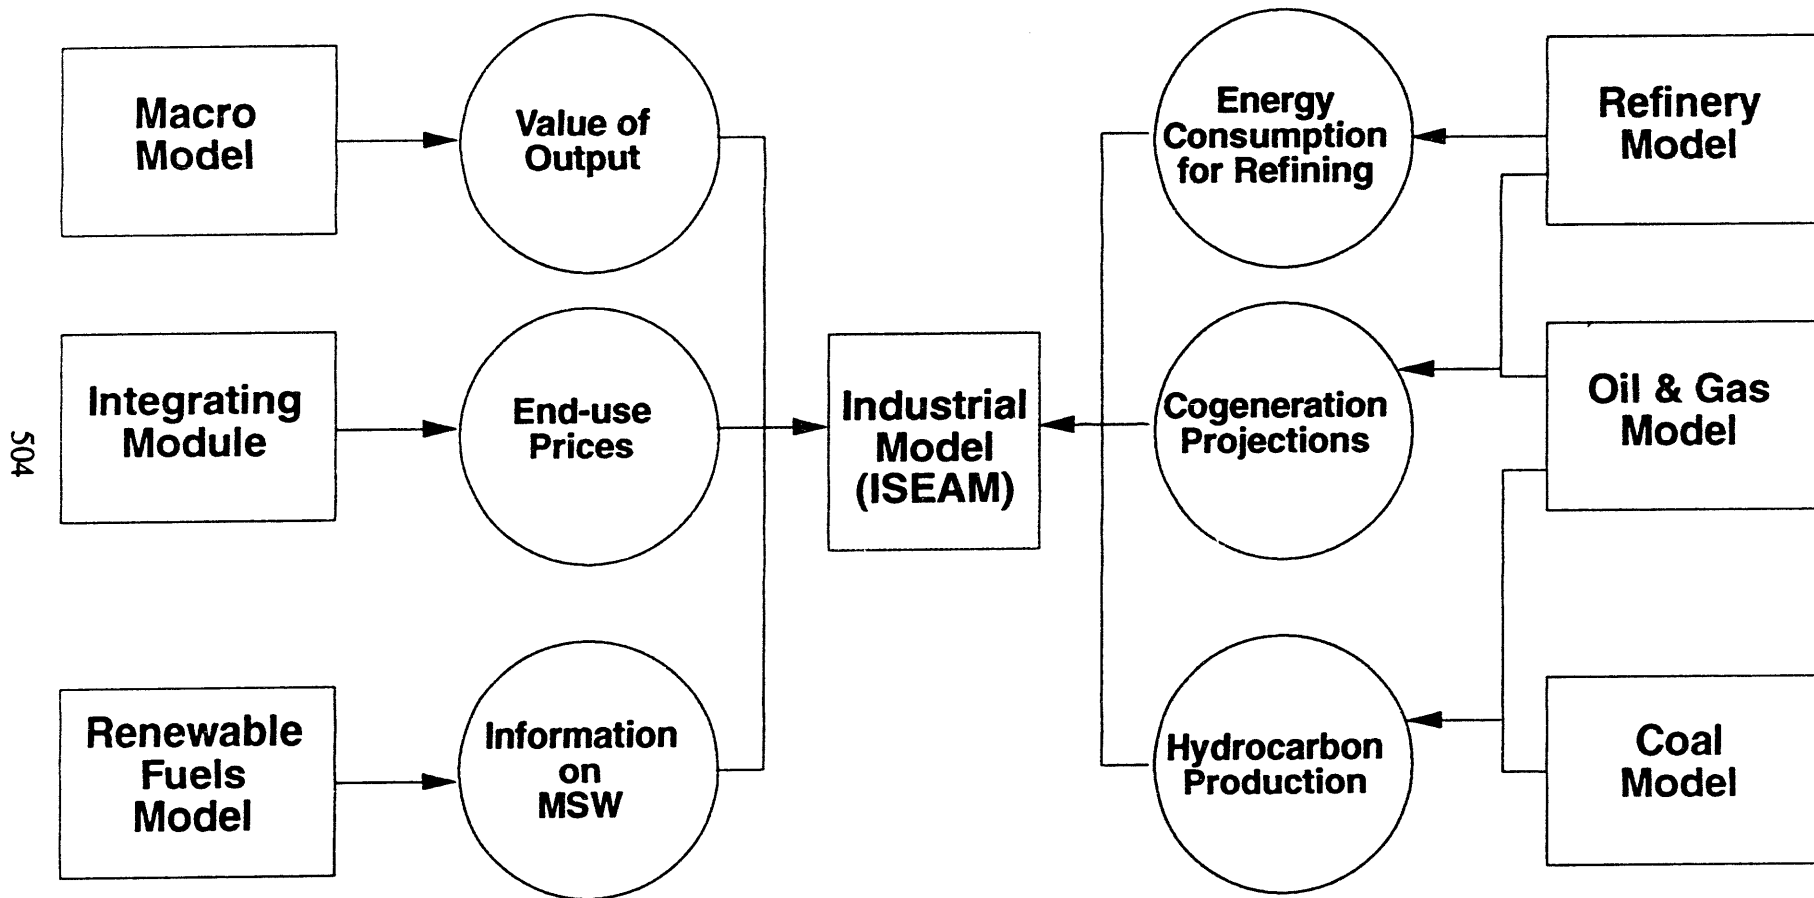 Macro
Model
Value of
Output
Energy
Consumption
for Refining
Refinery
Model
Integrating
Module
End-use
Prices
Industrial
Model
(ISEAM)
Cogeneration
Projections
Oil & Gas
Model
Renewable
Fuels
Model
Information
on
MSW
Hydrocarbon
Production
Coal
Model
504